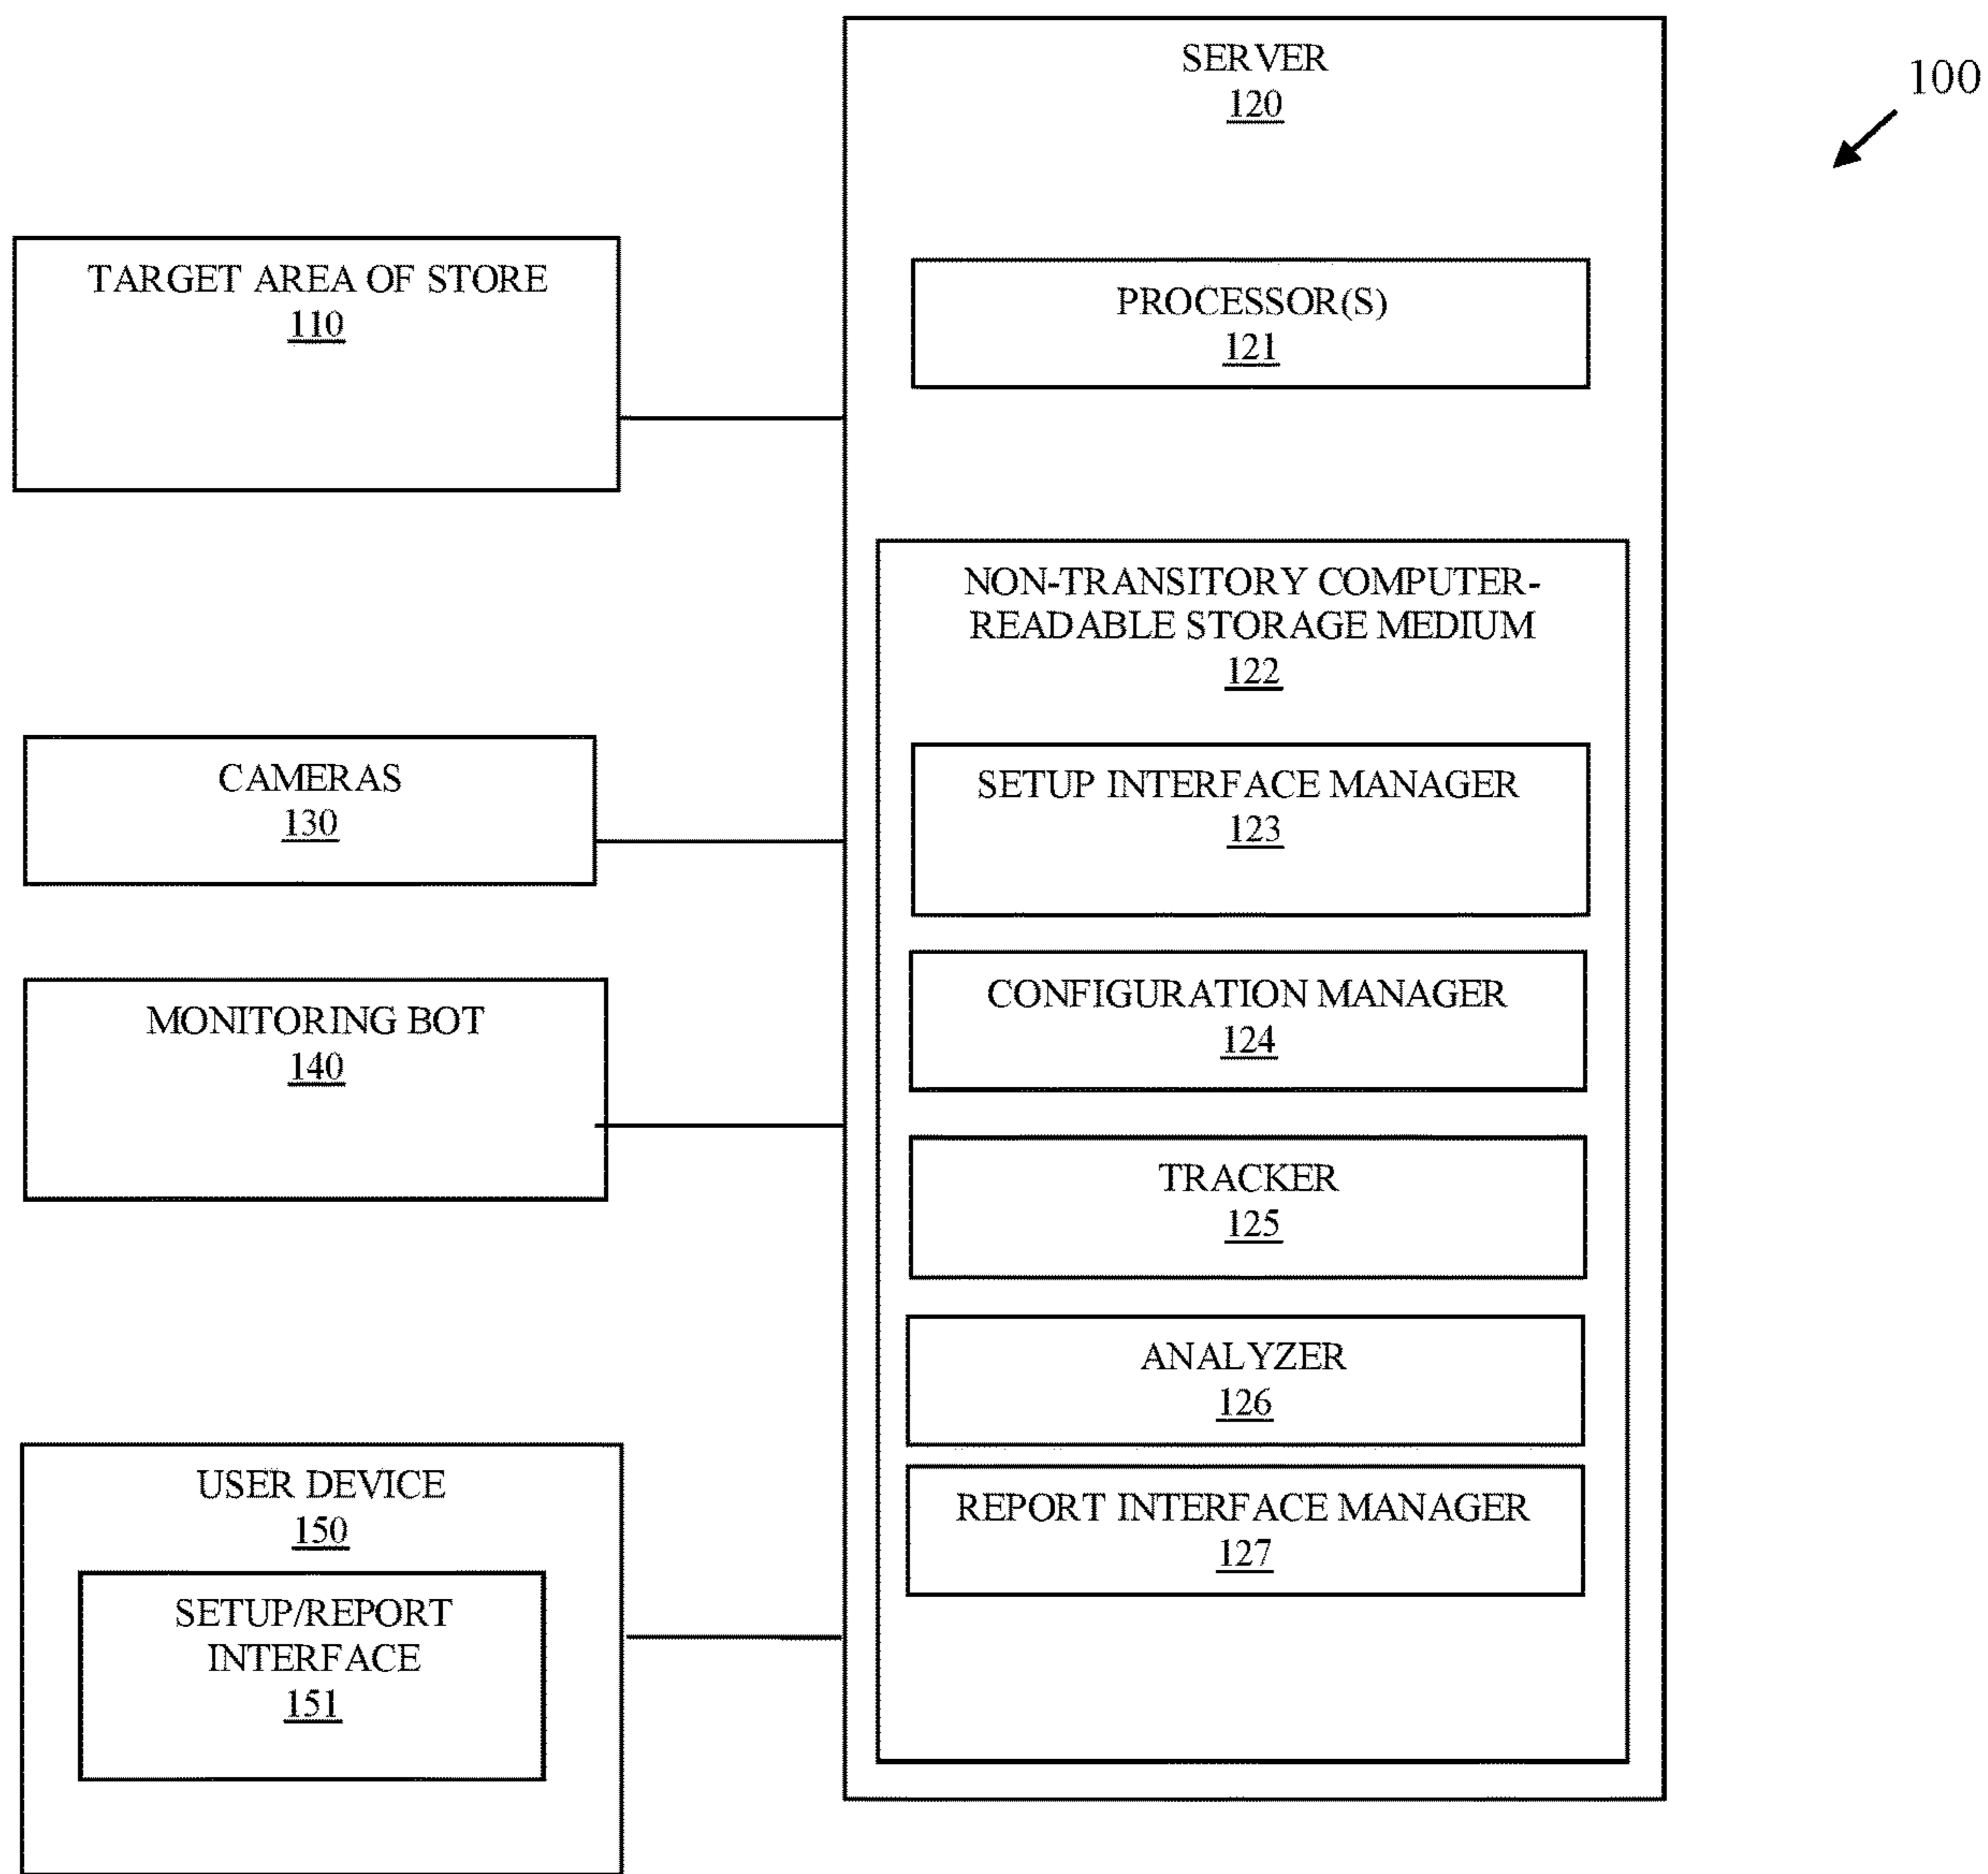 100
SERVER
120
PROCESSOR(S)
121
TARGET AREA OF STORE
110
NON-TRANSITORY COMPUTER-
READABLE STORAGE MEDIUM
122
SETUP INTERFACE MANAGER
123
CAMERAS
130
CONFIGURATION MANAGER
124
MONITORING BOT
140
TRACKER
125
ANALYZER
126
REPORT INTERFACE MANAGER
127
USER DEVICE
150
SETUP/REPORT
INTERFACE
151